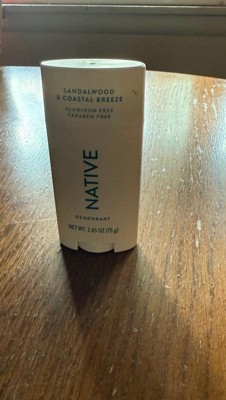 SANDALWOOD
& COASTAL BREEZE
ALUMINUM FREE
PARABEN FREE
NATIVE
DEODORANT
NET WT. 2.65 OZ (75 g)